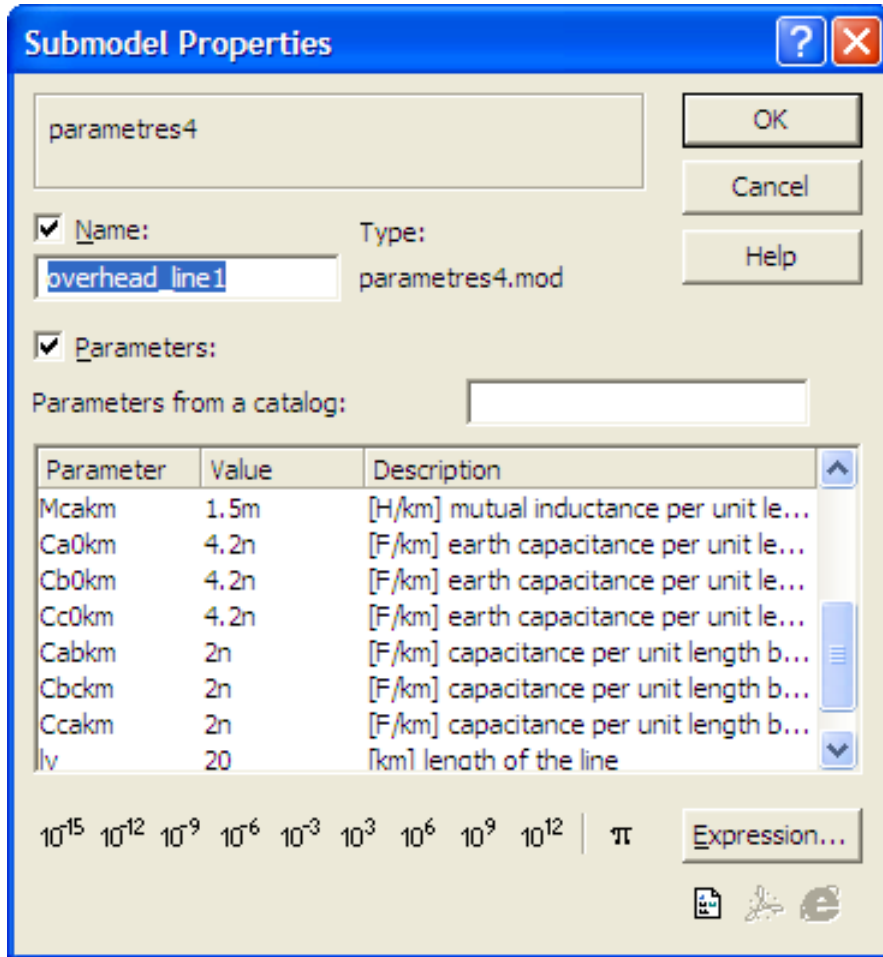 Submodel Properties
parametres4
OK
Cancel
Help
Name:
Type:
overhead_line1
parametres4.mod
Parameters:
Parameters from a catalog:
Parameter Value Description
Mcakm 1.5m [H/km] mutual inductance per unit le...
Ca0km 4.2n [F/km] earth capacitance per unit le...
Cb0km 4.2n [F/km] earth capacitance per unit le...
Cc0km 4.2n [F/km] earth capacitance per unit le...
Cabkm 2n [F/km] capacitance per unit length b...
Cbckm 2n [F/km] capacitance per unit length b...
Ccakm 2n [F/km] capacitance per unit length b...
lv 20 [km] length of the line
10⁻¹⁵ 10⁻¹² 10⁻⁹ 10⁻⁶ 10⁻³ 10³ 10⁶ 10⁹ 10¹² π Expression...